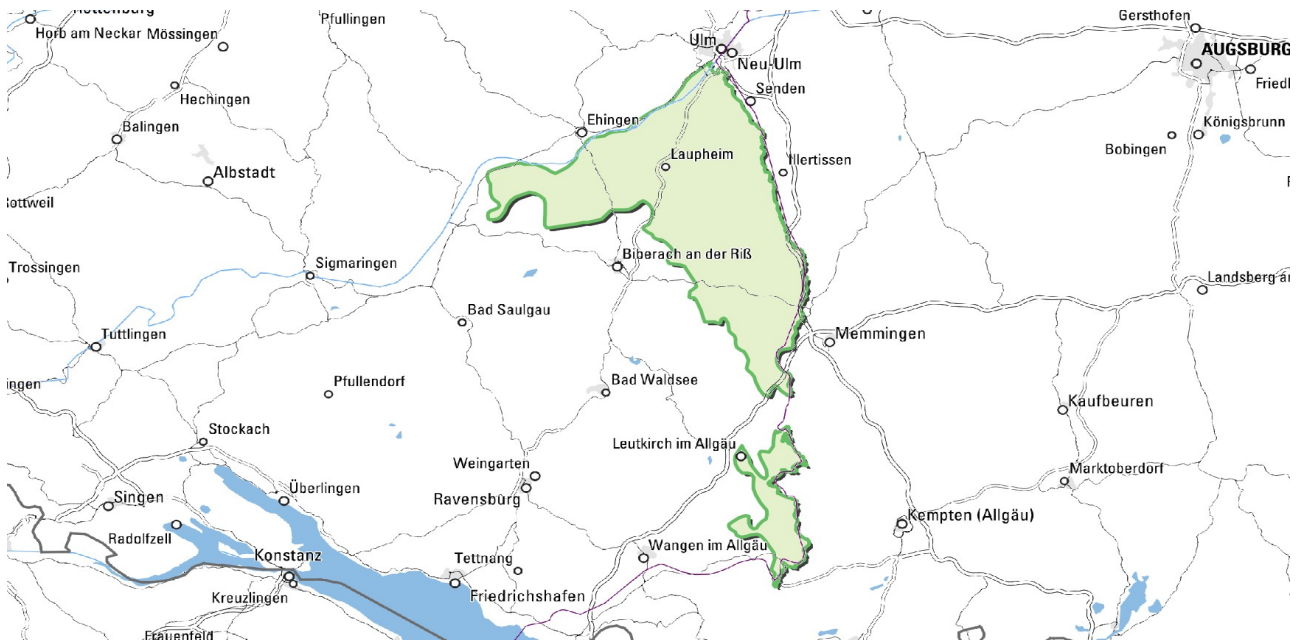 Pfullingen
Gersthofen
Horb am Neckar
Mössingen
Ulm
AUGSBURG
Neu-Ulm
Hechingen
Senden
Ehingen
Königsbrunn
Balingen
Bobingen
Laupheim
Illertissen
Albstadt
Biberach an der Riß
Sigmaringen
Trossingen
Bad Saulgau
Tuttlingen
Memmingen
Pfullendorf
Bad Waldsee
Kaufbeuren
Stockach
Leutkirch im Allgäu
Weingarten
Marktoberdorf
Überlingen
Singen
Ravensburg
Kempten (Allgäu)
Radolfzell
Wangen im Allgäu
Konstanz
Tettnang
Kreuzlingen
Friedrichshafen
Frauenfeld